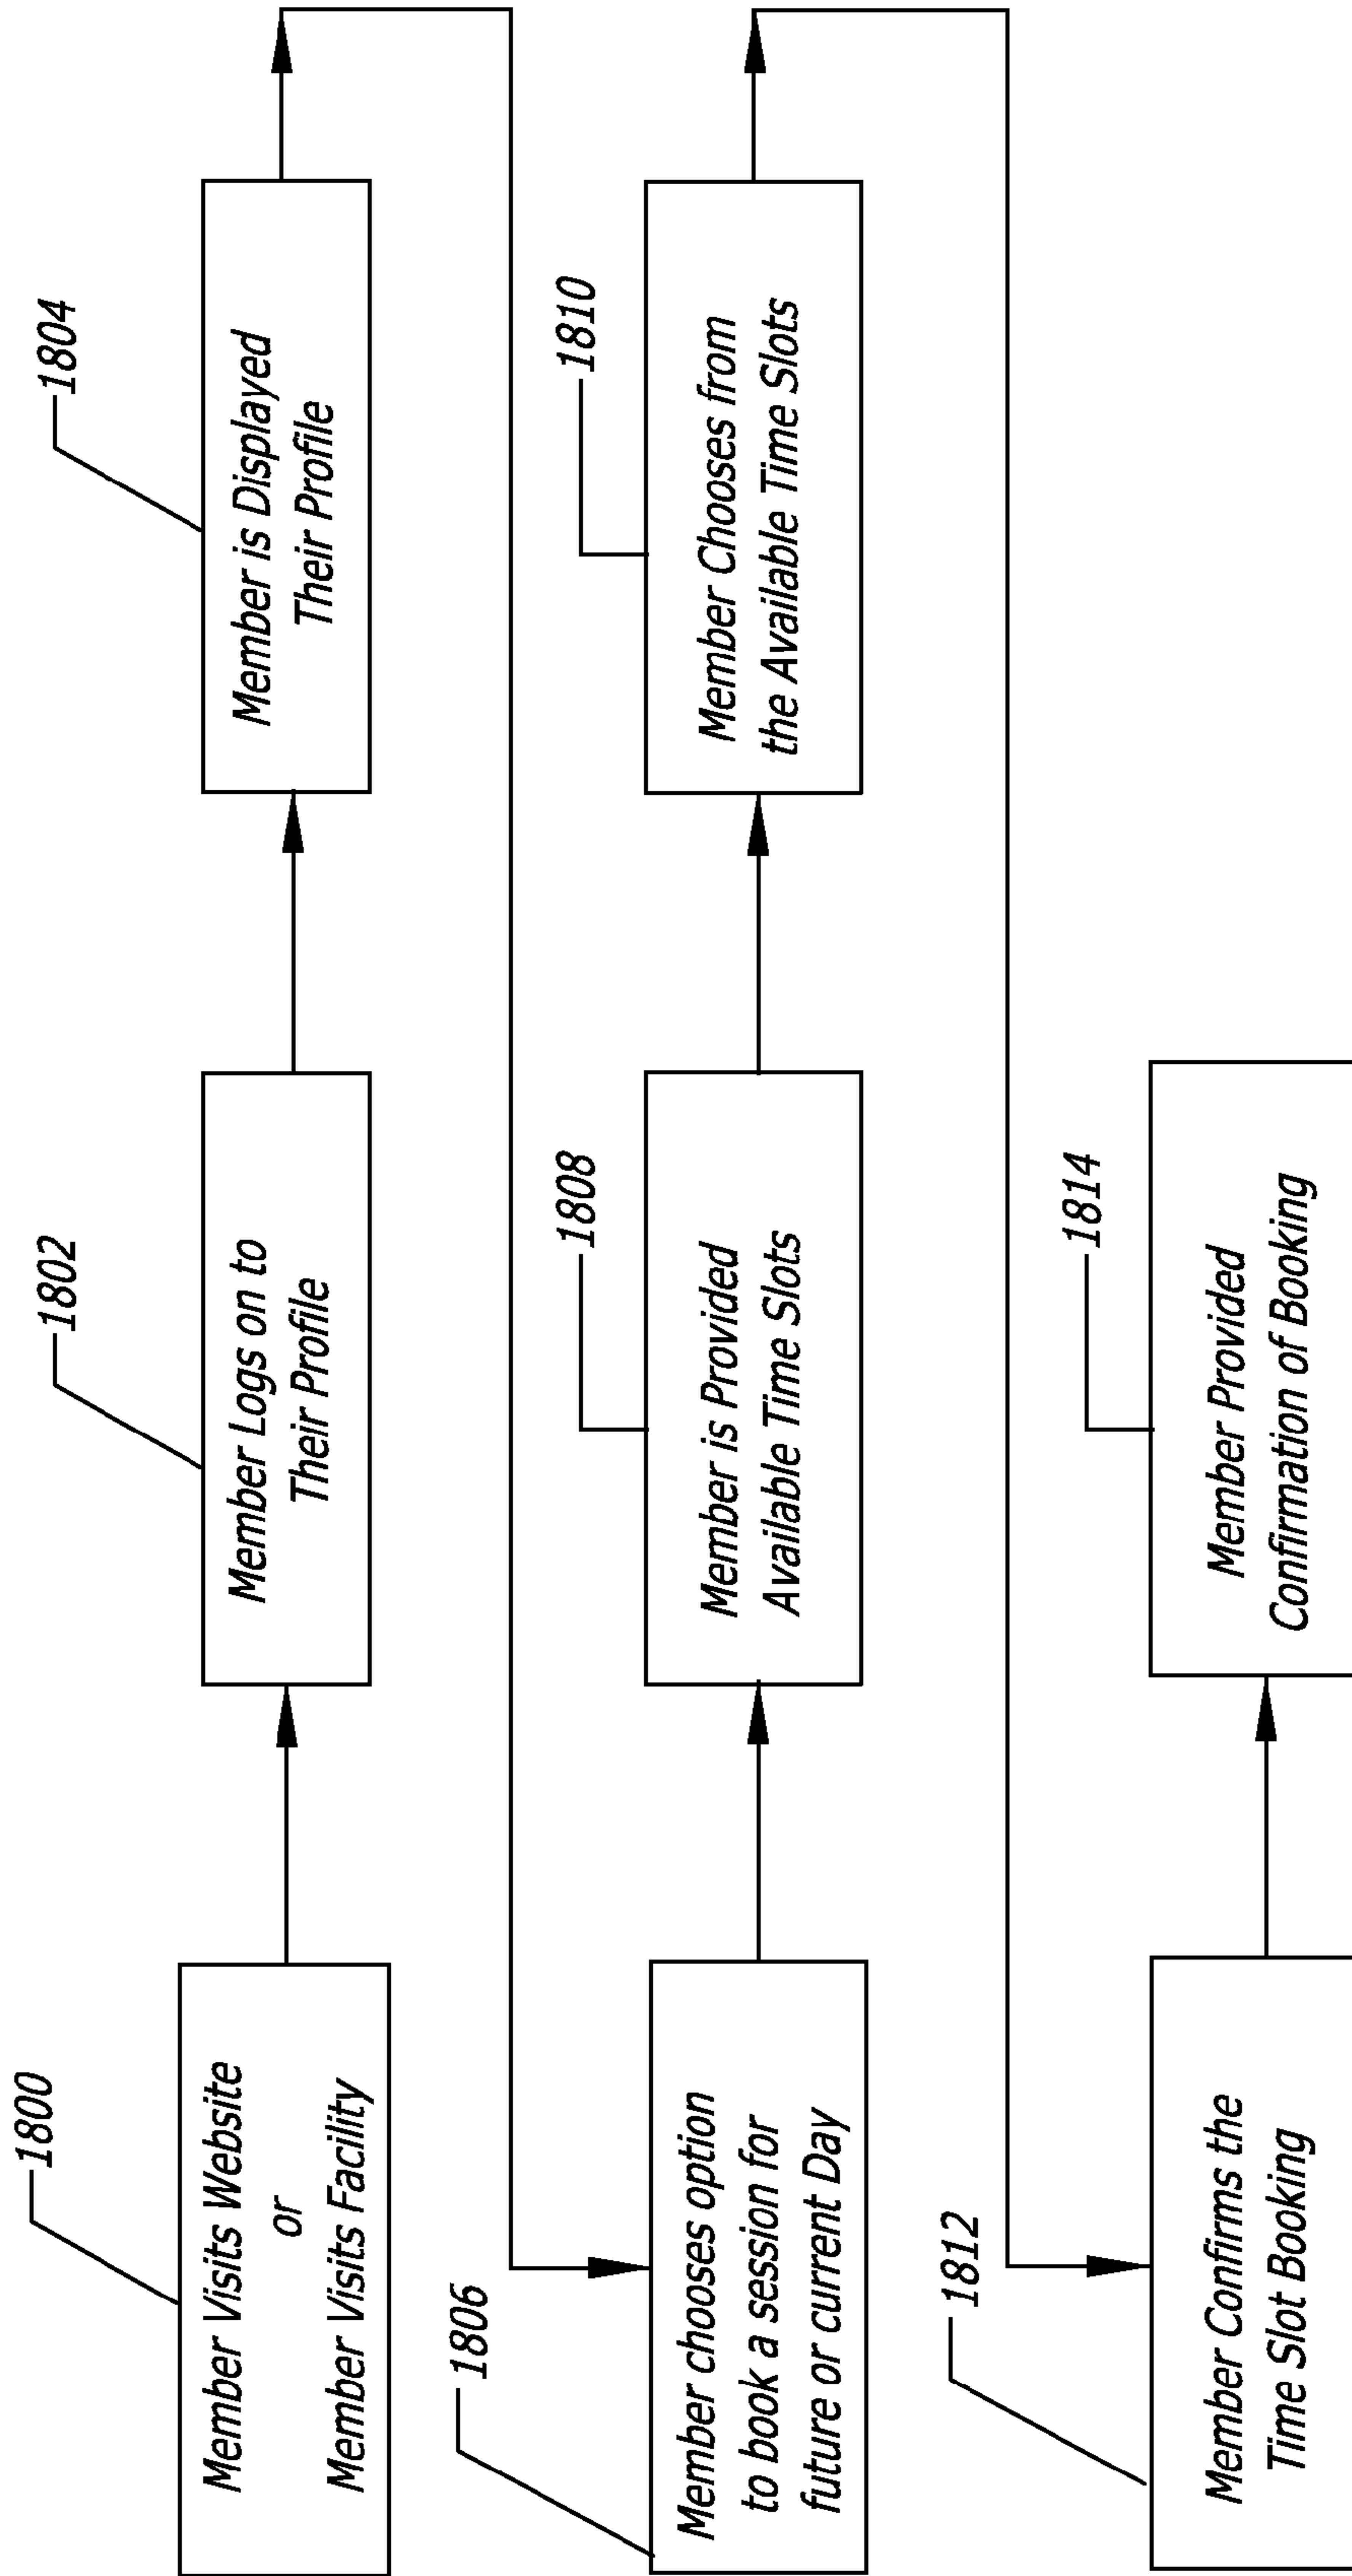 1800
Member Visits Website
or
Member Visits Facility
1802
Member Logs on to
Their Profile
1804
Member is Displayed
Their Profile
1806
Member chooses option
to book a session for
future or current Day
1808
Member is Provided
Available Time Slots
1810
Member Chooses from
the Available Time Slots
1812
Member Confirms the
Time Slot Booking
1814
Member Provided
Confirmation of Booking